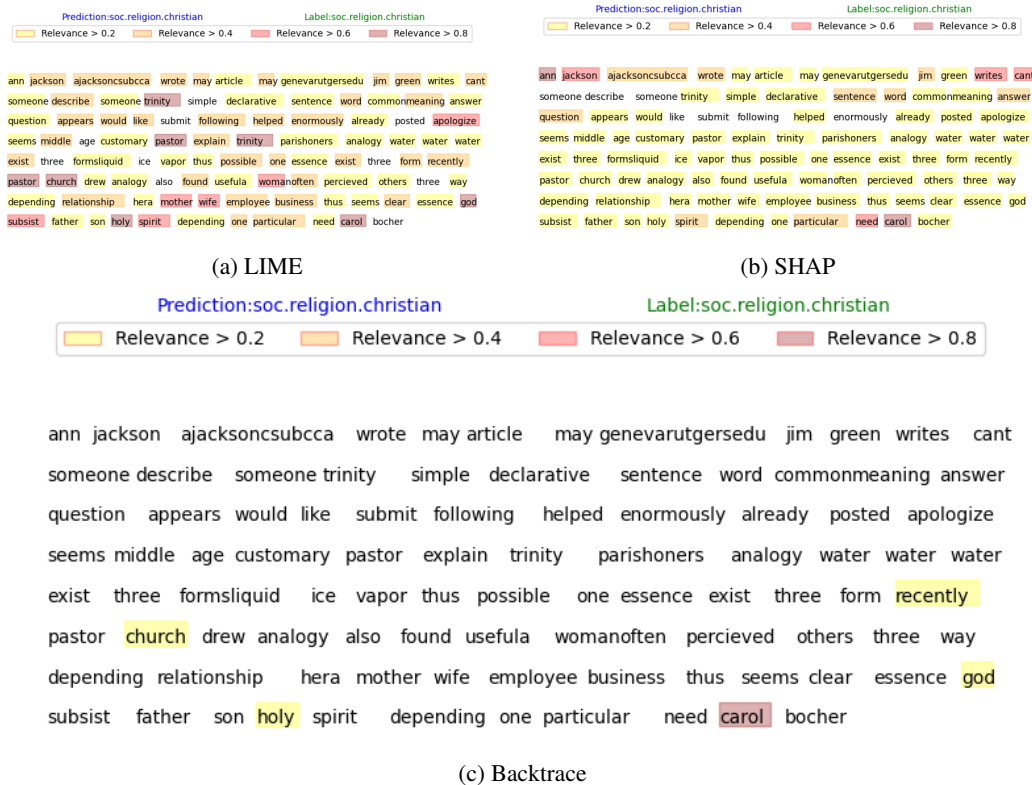 Prediction:soc.religion.christian Label:soc.religion.christian
Relevance > 0.2 Relevance > 0.4 Relevance > 0.6 Relevance > 0.8
ann jackson ajacksoncsubcca wrote may article may genevarutgersedu jim green writes cant
someone describe someone trinity simple declarative sentence word commonmeaning answer
question appears would like submit following helped enormously already posted apologize
seems middle age customary pastor explain trinity parishoners analogy water water water
exist three formsliquid ice vapor thus possible one essence exist three form recently
pastor church drew analogy also found usefula womanoften percieved others three way
depending relationship hera mother wife employee business thus seems clear essence god
subsist father son holy spirit depending one particular need carol bocher
(a) LIME
Prediction:soc.religion.christian Label:soc.religion.christian
Relevance > 0.2 Relevance > 0.4 Relevance > 0.6 Relevance > 0.8
ann jackson ajacksoncsubcca wrote may article may genevarutgersedu jim green writes cant
someone describe someone trinity simple declarative sentence word commonmeaning answer
question appears would like submit following helped enormously already posted apologize
seems middle age customary pastor explain trinity parishoners analogy water water water
exist three formsliquid ice vapor thus possible one essence exist three form recently
pastor church drew analogy also found usefula womanoften percieved others three way
depending relationship hera mother wife employee business thus seems clear essence god
subsist father son holy spirit depending one particular need carol bocher
(b) SHAP
Prediction:soc.religion.christian Label:soc.religion.christian
Relevance > 0.2 Relevance > 0.4 Relevance > 0.6 Relevance > 0.8
ann jackson ajacksoncsubcca wrote may article may genevarutgersedu jim green writes cant
someone describe someone trinity simple declarative sentence word commonmeaning answer
question appears would like submit following helped enormously already posted apologize
seems middle age customary pastor explain trinity parishoners analogy water water water
exist three formsliquid ice vapor thus possible one essence exist three form recently
pastor church drew analogy also found usefula womanoften percieved others three way
depending relationship hera mother wife employee business thus seems clear essence god
subsist father son holy spirit depending one particular need carol bocher
(c) Backtrace